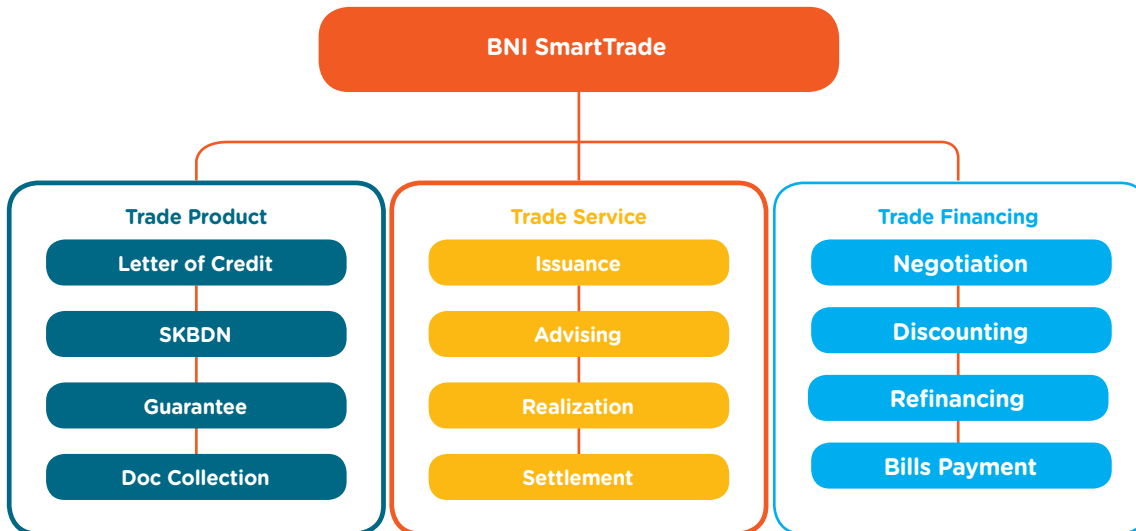 BNI SmartTrade
Trade Product
Letter of Credit
SKBDN
Guarantee
Doc Collection
Trade Service
Issuance
Advising
Realization
Settlement
Trade Financing
Negotiation
Discounting
Refinancing
Bills Payment